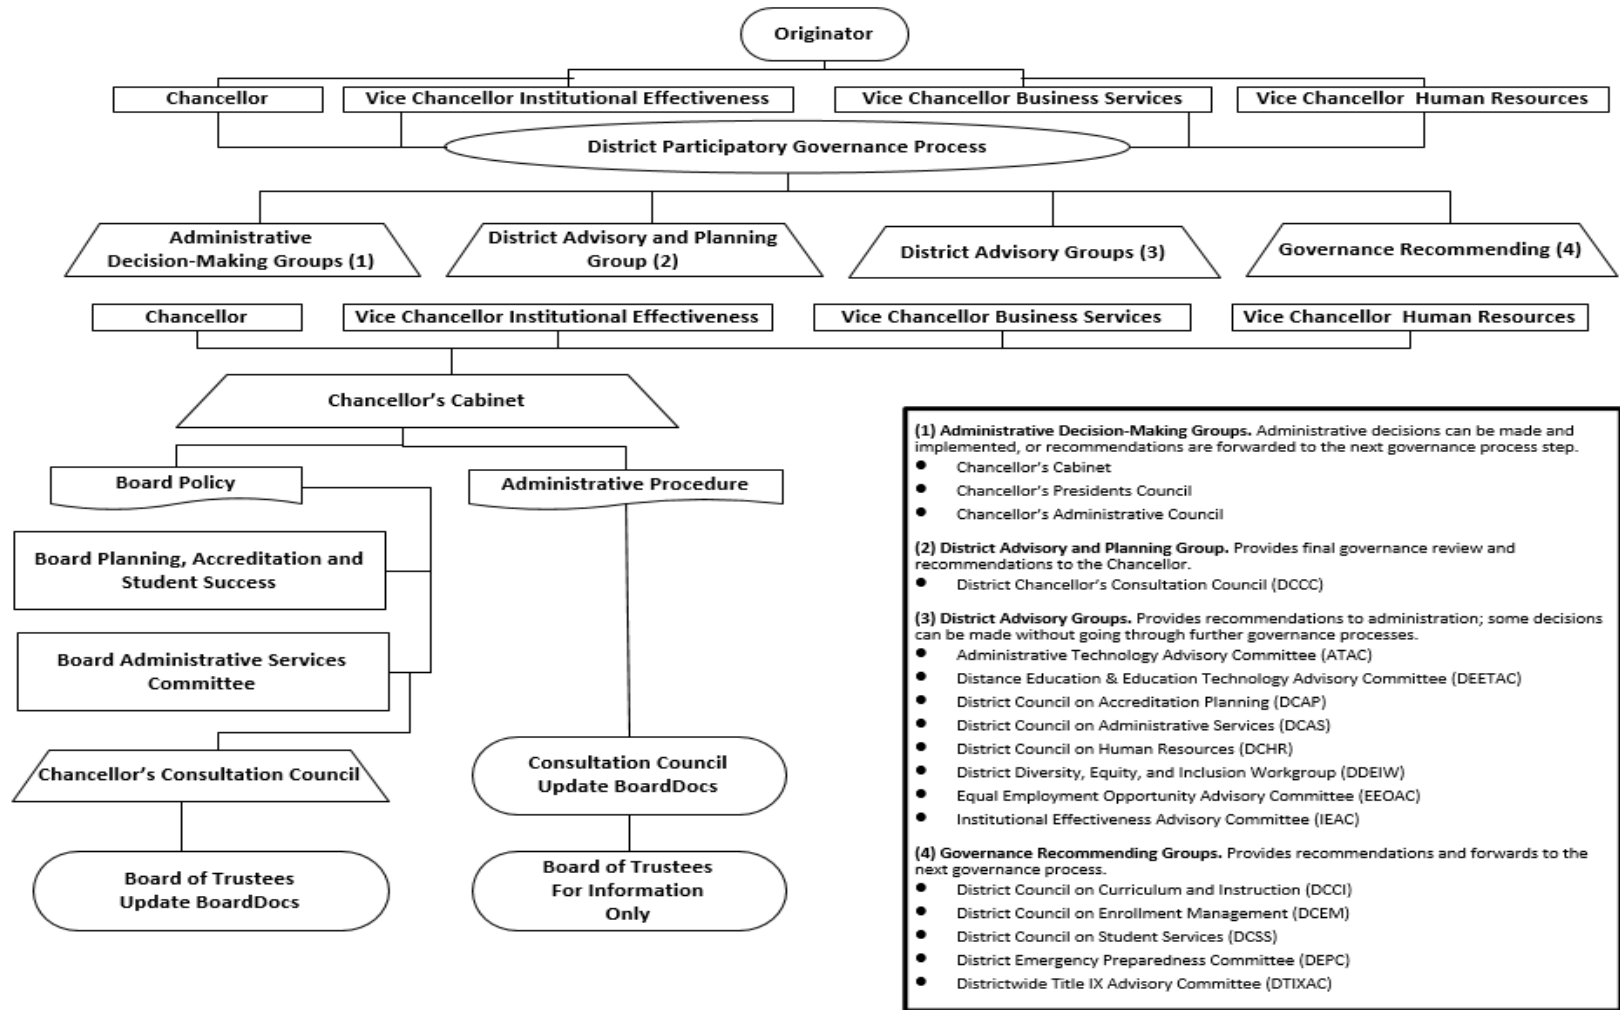 Originator
Chancellor
Vice Chancellor Institutional Effectiveness
Vice Chancellor Business Services
Vice Chancellor  Human Resources
District Participatory Governance Process
Administrative
Decision-Making Groups (1)
District Advisory and Planning
Group (2)
District Advisory Groups (3)
Governance Recommending (4)
Chancellor
Vice Chancellor Institutional Effectiveness
Vice Chancellor Business Services
Vice Chancellor  Human Resources
Chancellor’s Cabinet
Board Policy
Administrative Procedure
Board Planning, Accreditation and
Student Success
Board Administrative Services
Committee
Chancellor’s Consultation Council
Consultation Council
Update BoardDocs
Board of Trustees
Update BoardDocs
Board of Trustees
For Information
Only
(1) Administrative Decision-Making Groups. Administrative decisions can be made and
implemented, or recommendations are forwarded to the next governance process step.
● Chancellor’s Cabinet
● Chancellor’s Presidents Council
● Chancellor’s Administrative Council
(2) District Advisory and Planning Group. Provides final governance review and
recommendations to the Chancellor.
● District Chancellor’s Consultation Council (DCCC)
(3) District Advisory Groups. Provides recommendations to administration; some decisions
can be made without going through further governance processes.
● Administrative Technology Advisory Committee (ATAC)
● Distance Education & Education Technology Advisory Committee (DEETAC)
● District Council on Accreditation Planning (DCAP)
● District Council on Administrative Services (DCAS)
● District Council on Human Resources (DCHR)
● District Diversity, Equity, and Inclusion Workgroup (DDEIW)
● Equal Employment Opportunity Advisory Committee (EEOAC)
● Institutional Effectiveness Advisory Committee (IEAC)
(4) Governance Recommending Groups. Provides recommendations and forwards to the
next governance process.
● District Council on Curriculum and Instruction (DCCI)
● District Council on Enrollment Management (DCEM)
● District Council on Student Services (DCSS)
● District Emergency Preparedness Committee (DEPC)
● Districtwide Title IX Advisory Committee (DTIXAC)